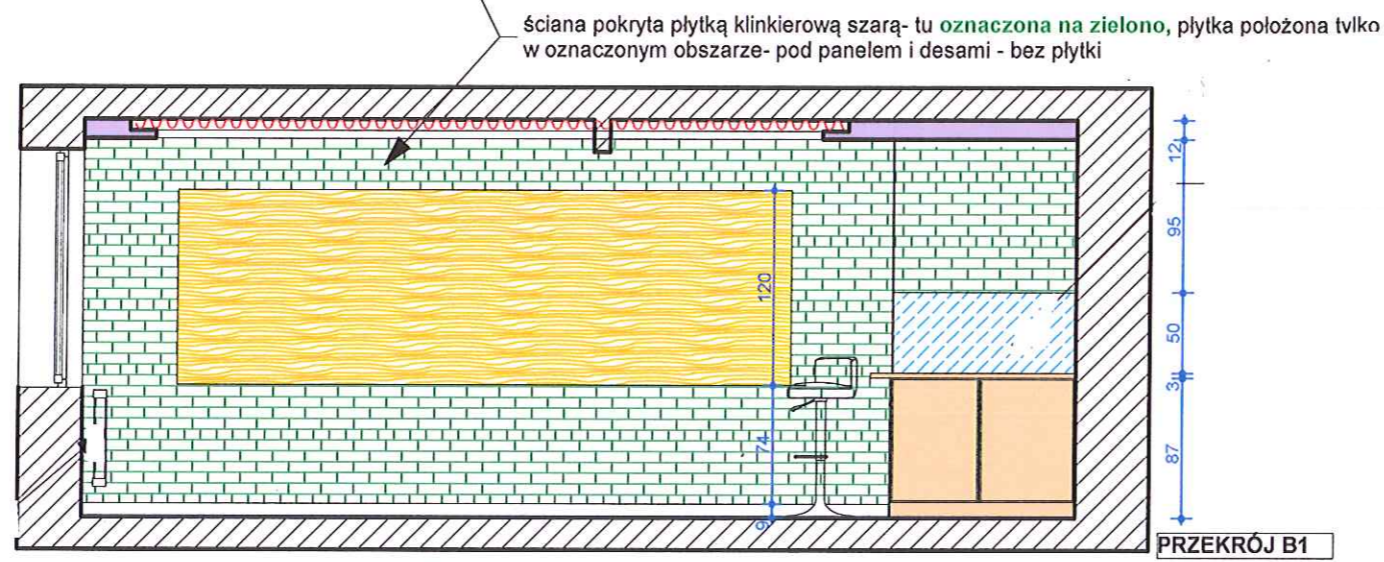 ściana pokryta płytką klinkierową szarą- tu oznaczona na zielono, płytka położona tylko
w oznaczonym obszarze- pod panelem i desami - bez płytki
12
95
120
50
3
74
87
9
PRZEKRÓJ B1